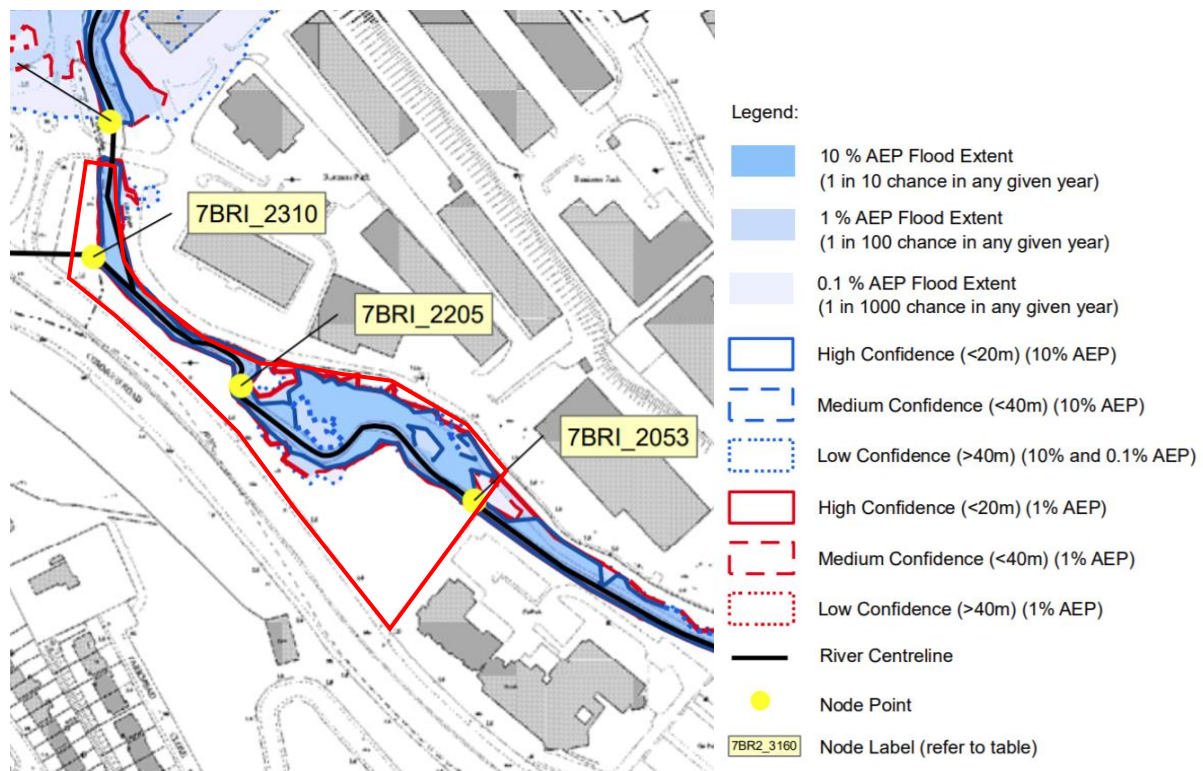 7BRI_2310
7BRI_2205
7BRI_2053
Business Park
Business Park
Legend:
10 % AEP Flood Extent
(1 in 10 chance in any given year)
1 % AEP Flood Extent
(1 in 100 chance in any given year)
0.1 % AEP Flood Extent
(1 in 1000 chance in any given year)
High Confidence (<20m) (10% AEP)
Medium Confidence (<40m) (10% AEP)
Low Confidence (>40m) (10% and 0.1% AEP)
High Confidence (<20m) (1% AEP)
Medium Confidence (<40m) (1% AEP)
Low Confidence (>40m) (1% AEP)
River Centreline
Node Point
7BR2_3160 Node Label (refer to table)